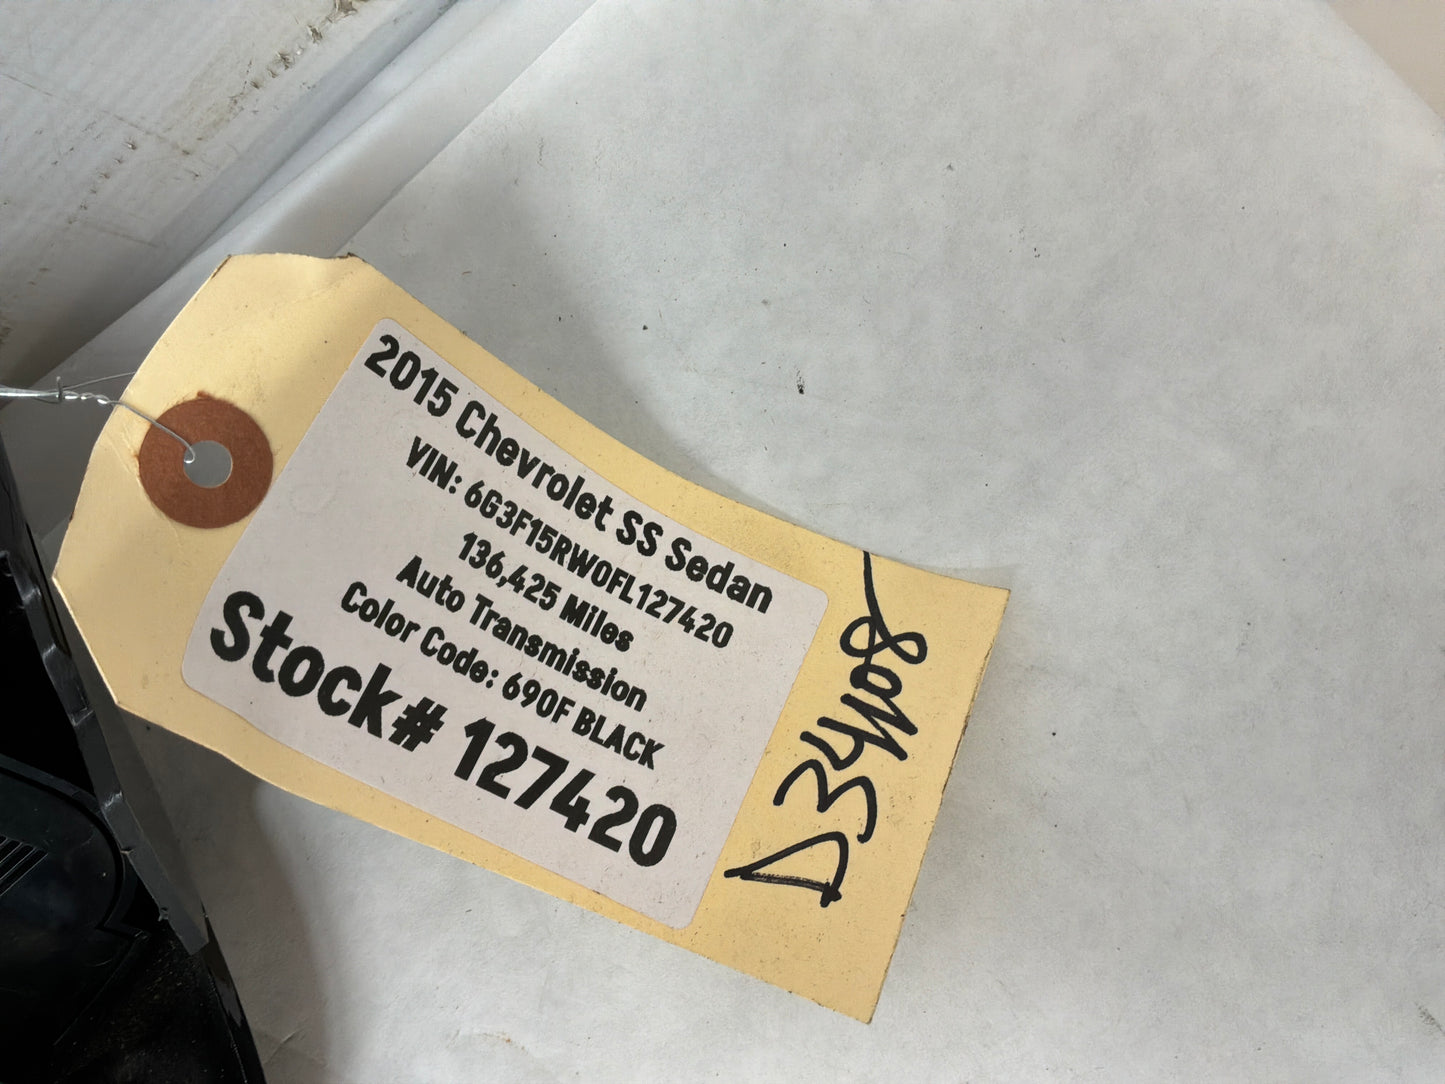 2015 Chevrolet SS Sedan
VIN: 6G3F15RW0FL127420
136,425 Miles
Auto Transmission
Color Code: 690F BLACK
Stock# 127420
D34408